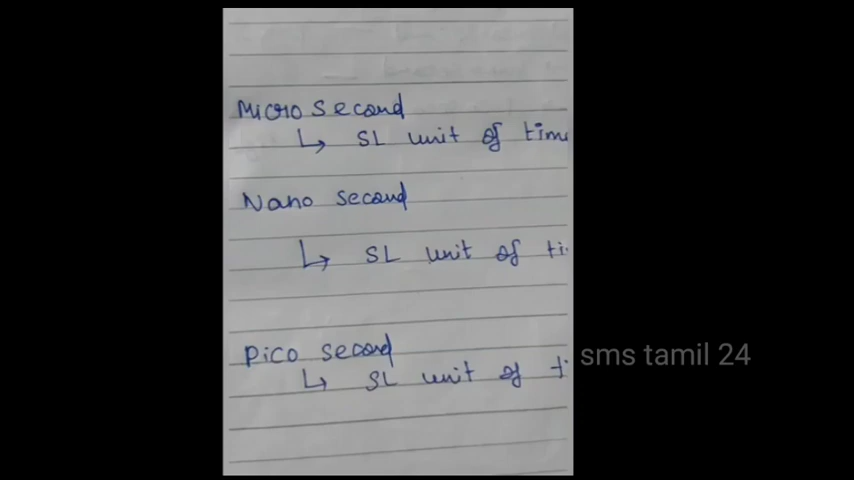 Micro second
↳ SL unit of time
Nano second
↳ SL unit of ti
Pico second
↳ SL unit of t
sms tamil 24